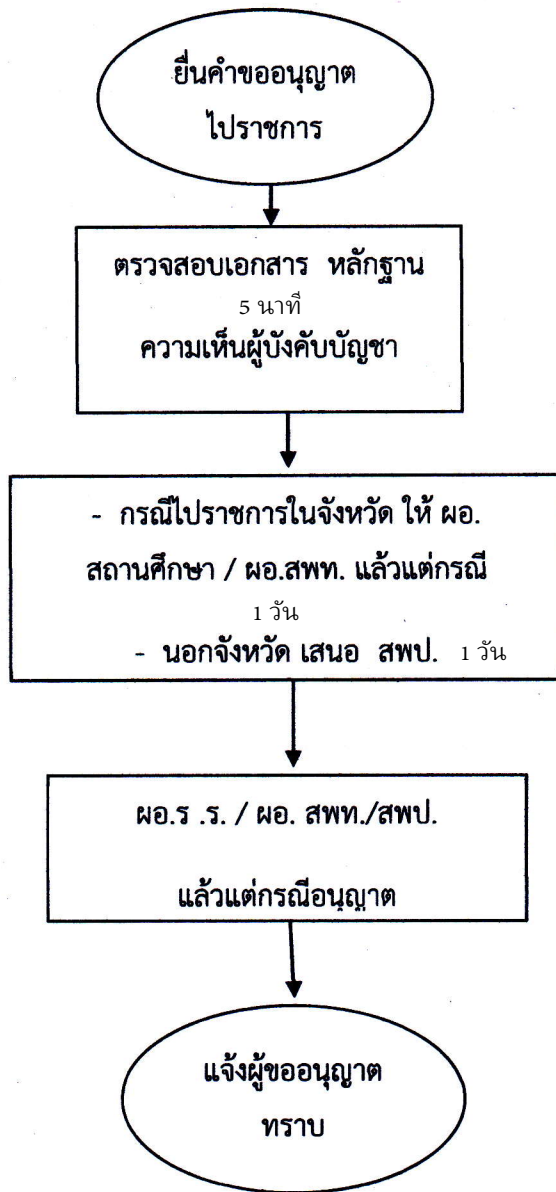 ยื่นคำขออนุญาต
ไปราชการ
ตรวจสอบเอกสาร หลักฐาน
5 นาที
ความเห็นผู้บังคับบัญชา
- กรณีไปราชการในจังหวัด ให้ ผอ.
สถานศึกษา / ผอ.สพท. แล้วแต่กรณี
1 วัน
- นอกจังหวัด เสนอ สพป. 1 วัน
ผอ.ร .ร. / ผอ. สพท./สพป.
แล้วแต่กรณีอนุญาต
แจ้งผู้ขออนุญาต
ทราบ